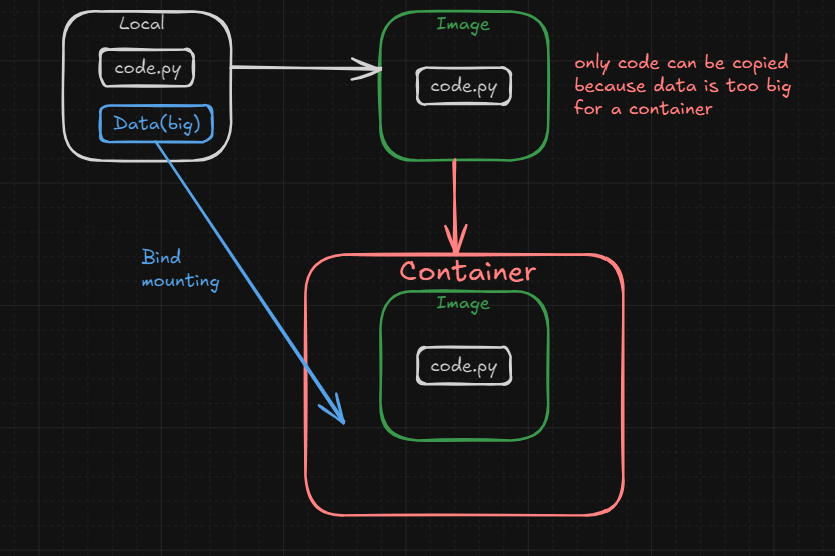 Local
code.py
Data(big)
Image
code.py
only code can be copied
because data is too big
for a container
Bind
mounting
Container
Image
code.py